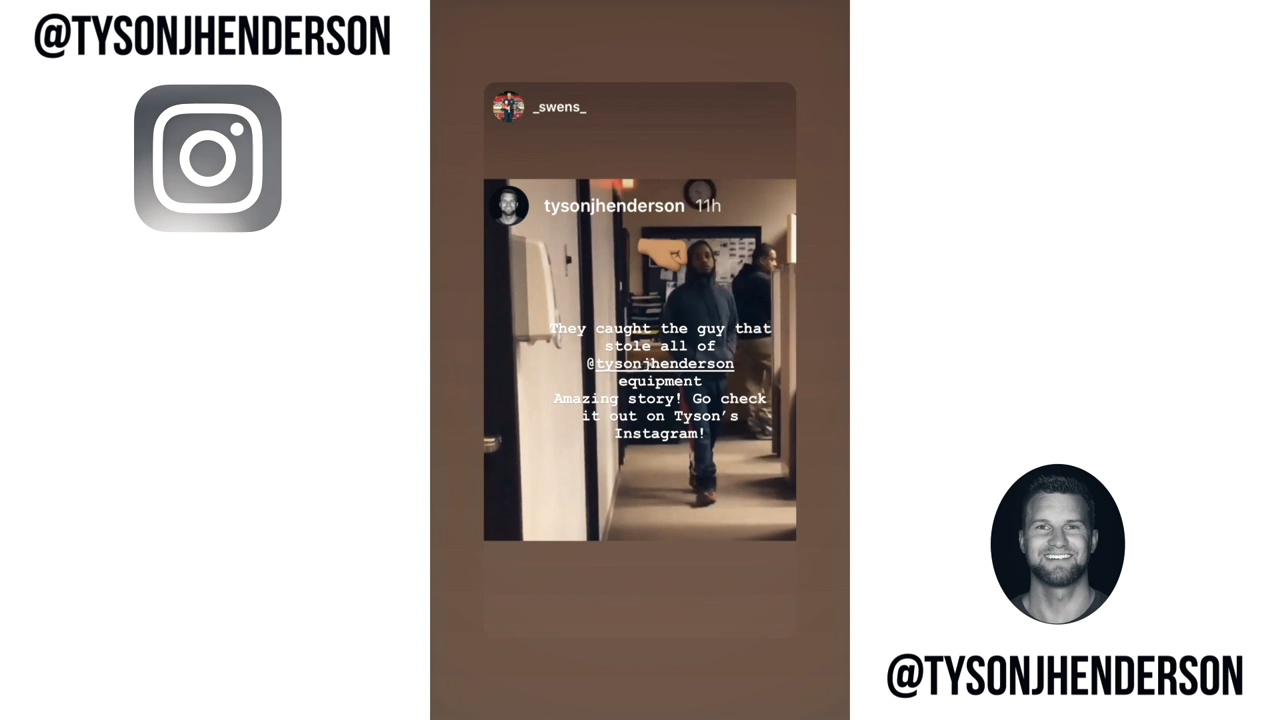 @TYSONJHENDERSON
_swens_
tysonjhenderson 11h
They caught the guy that
stole all of
@tysonjhenderson
equipment
Amazing story! Go check
it out on Tyson’s
Instagram!
@TYSONJHENDERSON